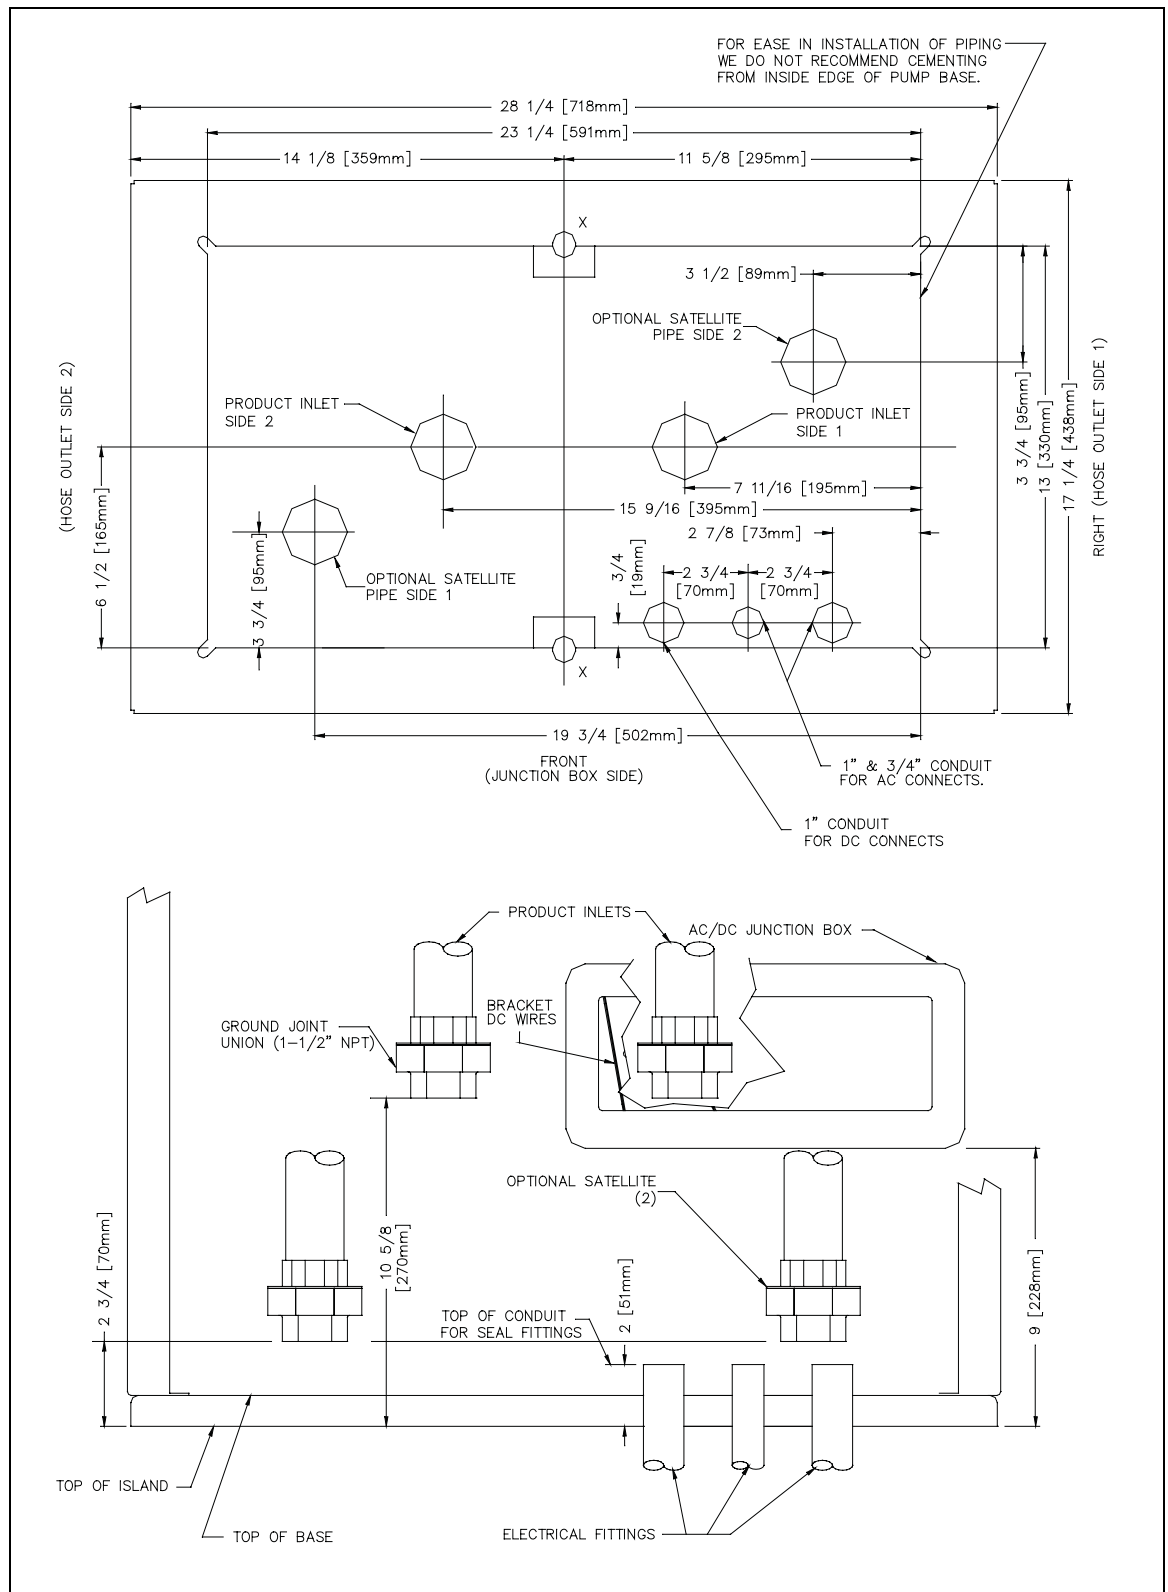 FOR EASE IN INSTALLATION OF PIPING
WE DO NOT RECOMMEND CEMENTING
FROM INSIDE EDGE OF PUMP BASE.
28 1/4 [718mm]
23 1/4 [591mm]
14 1/8 [359mm]
11 5/8 [295mm]
X
3 1/2 [89mm]
OPTIONAL SATELLITE
PIPE SIDE 2
(HOSE OUTLET SIDE 2)
PRODUCT INLET
SIDE 2
PRODUCT INLET
SIDE 1
3 3/4 [95mm]
13 [330mm]
17 1/4 [438mm]
RIGHT (HOSE OUTLET SIDE 1)
7 11/16 [195mm]
15 9/16 [395mm]
2 7/8 [73mm]
6 1/2 [165mm]
3 3/4 [95mm]
OPTIONAL SATELLITE
PIPE SIDE 1
3/4
[19mm]
2 3/4
[70mm]
2 3/4
[70mm]
X
19 3/4 [502mm]
FRONT
(JUNCTION BOX SIDE)
1" & 3/4" CONDUIT
FOR AC CONNECTS.
1" CONDUIT
FOR DC CONNECTS
PRODUCT INLETS
AC/DC JUNCTION BOX
BRACKET
DC WIRES
GROUND JOINT
UNION (1-1/2" NPT)
OPTIONAL SATELLITE
(2)
2 3/4 [70mm]
10 5/8
[270mm]
2 [51mm]
9 [228mm]
TOP OF CONDUIT
FOR SEAL FITTINGS
TOP OF ISLAND
TOP OF BASE
ELECTRICAL FITTINGS